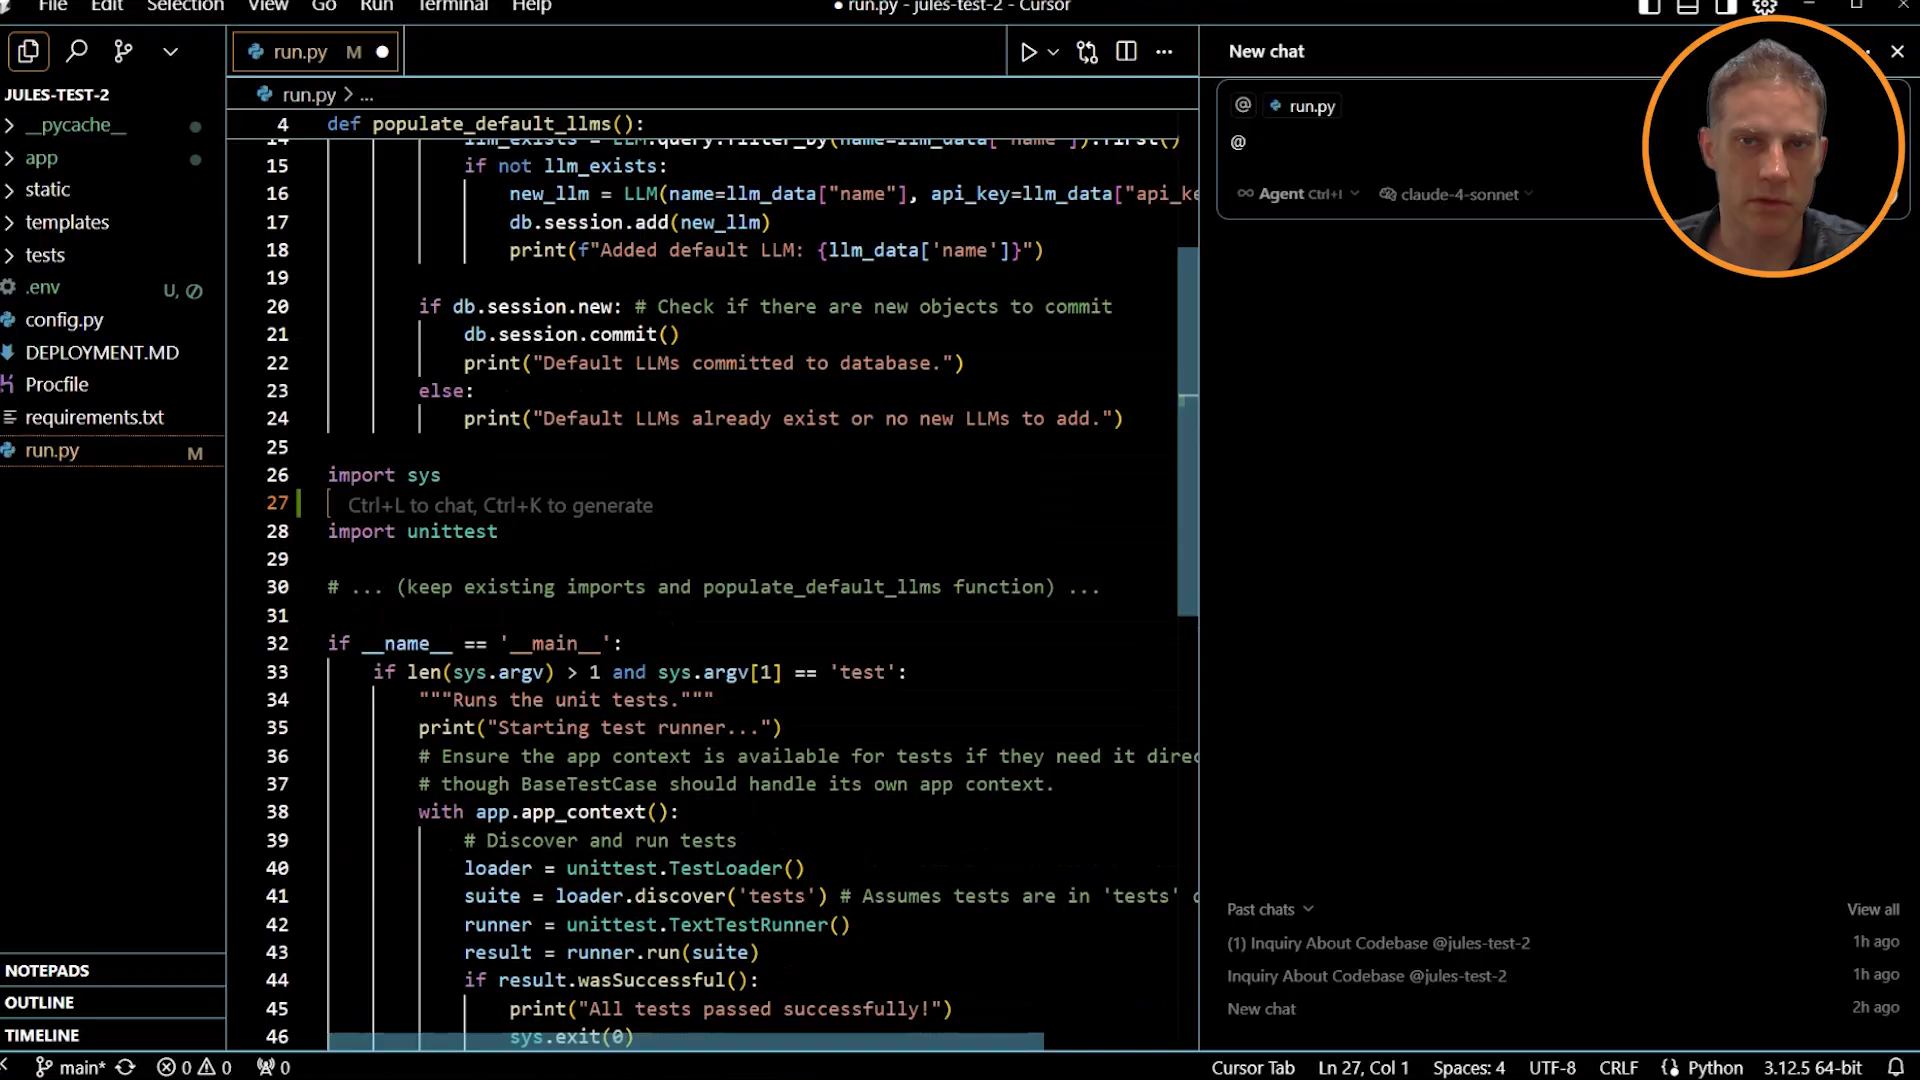 File Edit Selection View Go Run Terminal Help
● run.py - jules-test-2 - Cursor
run.py M
New chat
JULES-TEST-2
run.py > ...
@ run.py
__pycache__
4 def populate_default_llms():
@
app
15 if not llm_exists:
static
16 new_llm = LLM(name=llm_data["name"], api_key=llm_data["api_ke
Agent Ctrl+I
claude-4-sonnet
templates
17 db.session.add(new_llm)
tests
18 print(f"Added default LLM: {llm_data['name']}")
19
.env U,
config.py
20 if db.session.new: # Check if there are new objects to commit
21 db.session.commit()
DEPLOYMENT.MD
22 print("Default LLMs committed to database.")
Procfile
23 else:
requirements.txt
24 print("Default LLMs already exist or no new LLMs to add.")
run.py M
25
26 import sys
27 Ctrl+L to chat, Ctrl+K to generate
28 import unittest
29
30 # ... (keep existing imports and populate_default_llms function) ...
31
32 if __name__ == '__main__':
33 if len(sys.argv) > 1 and sys.argv[1] == 'test':
34 """Runs the unit tests."""
35 print("Starting test runner...")
36 # Ensure the app context is available for tests if they need it direc
37 # though BaseTestCase should handle its own app context.
38 with app.app_context():
39 # Discover and run tests
40 loader = unittest.TestLoader()
41 suite = loader.discover('tests') # Assumes tests are in 'tests'
42 runner = unittest.TextTestRunner()
43 result = runner.run(suite)
44 if result.wasSuccessful():
45 print("All tests passed successfully!")
46 sys.exit(0)
Past chats
View all
(1) Inquiry About Codebase @jules-test-2 1h ago
Inquiry About Codebase @jules-test-2 1h ago
New chat 2h ago
NOTEPADS
OUTLINE
TIMELINE
main* 0 0 0
Cursor Tab Ln 27, Col 1 Spaces: 4 UTF-8 CRLF Python 3.12.5 64-bit